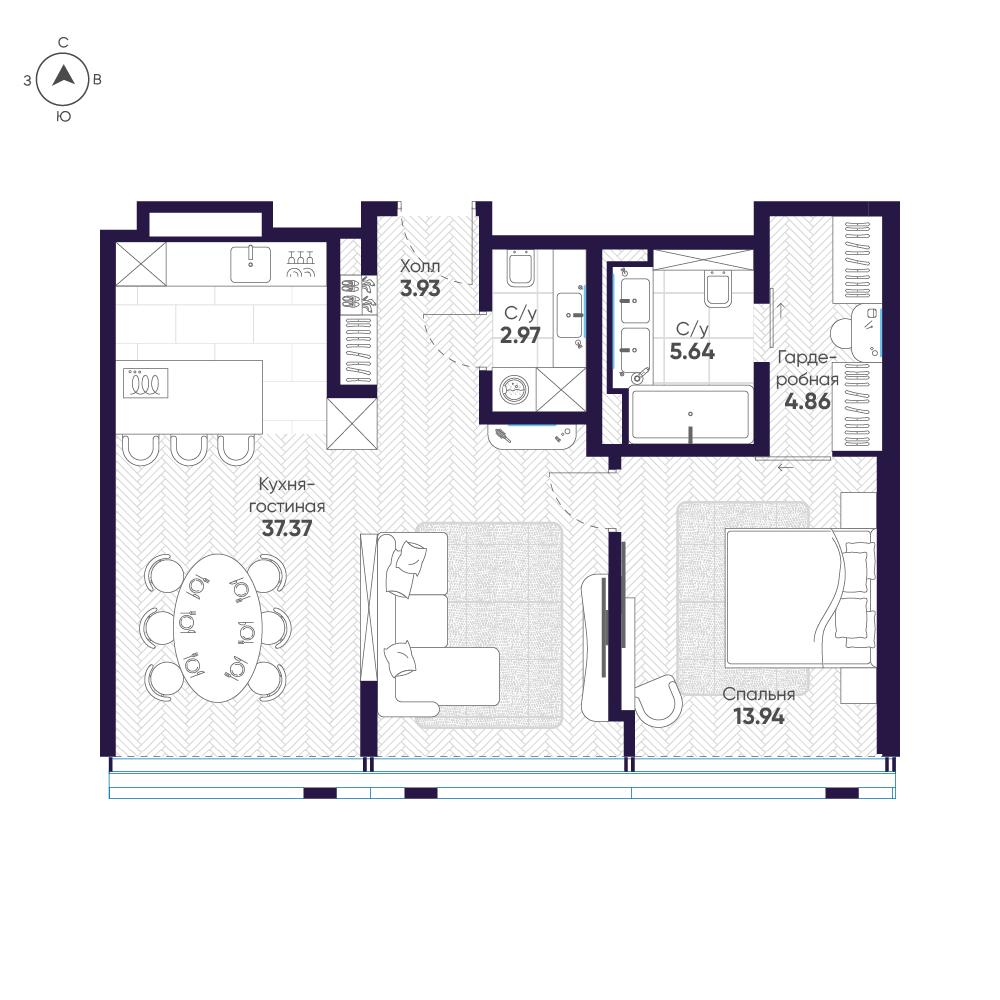 С
З
В
Ю
Холл
3.93
С/у
2.97
С/у
5.64
Гарде-
робная
4.86
Кухня-
гостиная
37.37
Спальня
13.94